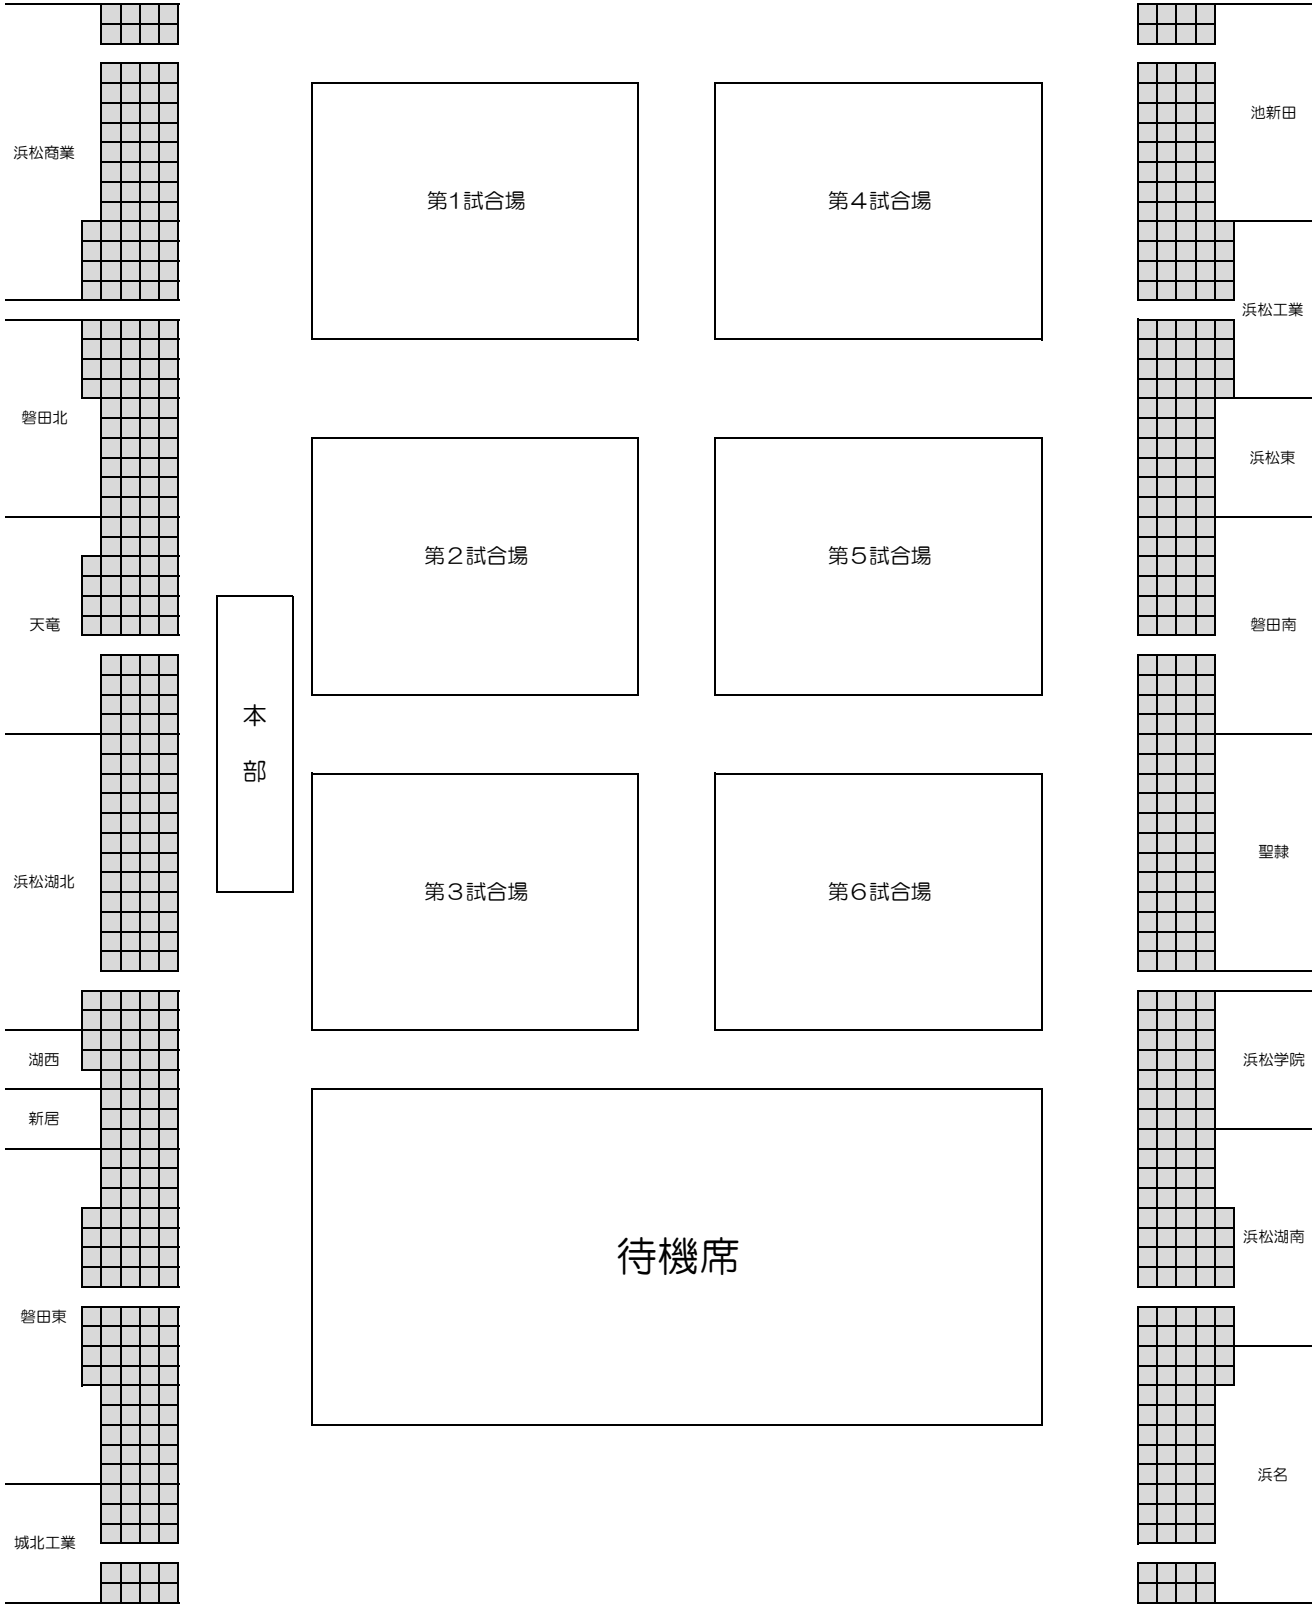 浜松商業
磐田北
天竜
浜松湖北
湖西
新居
磐田東
城北工業
本
部
第1試合場
第4試合場
第2試合場
第5試合場
第3試合場
第6試合場
待機席
池新田
浜松工業
浜松東
磐田南
聖隷
浜松学院
浜松湖南
浜名